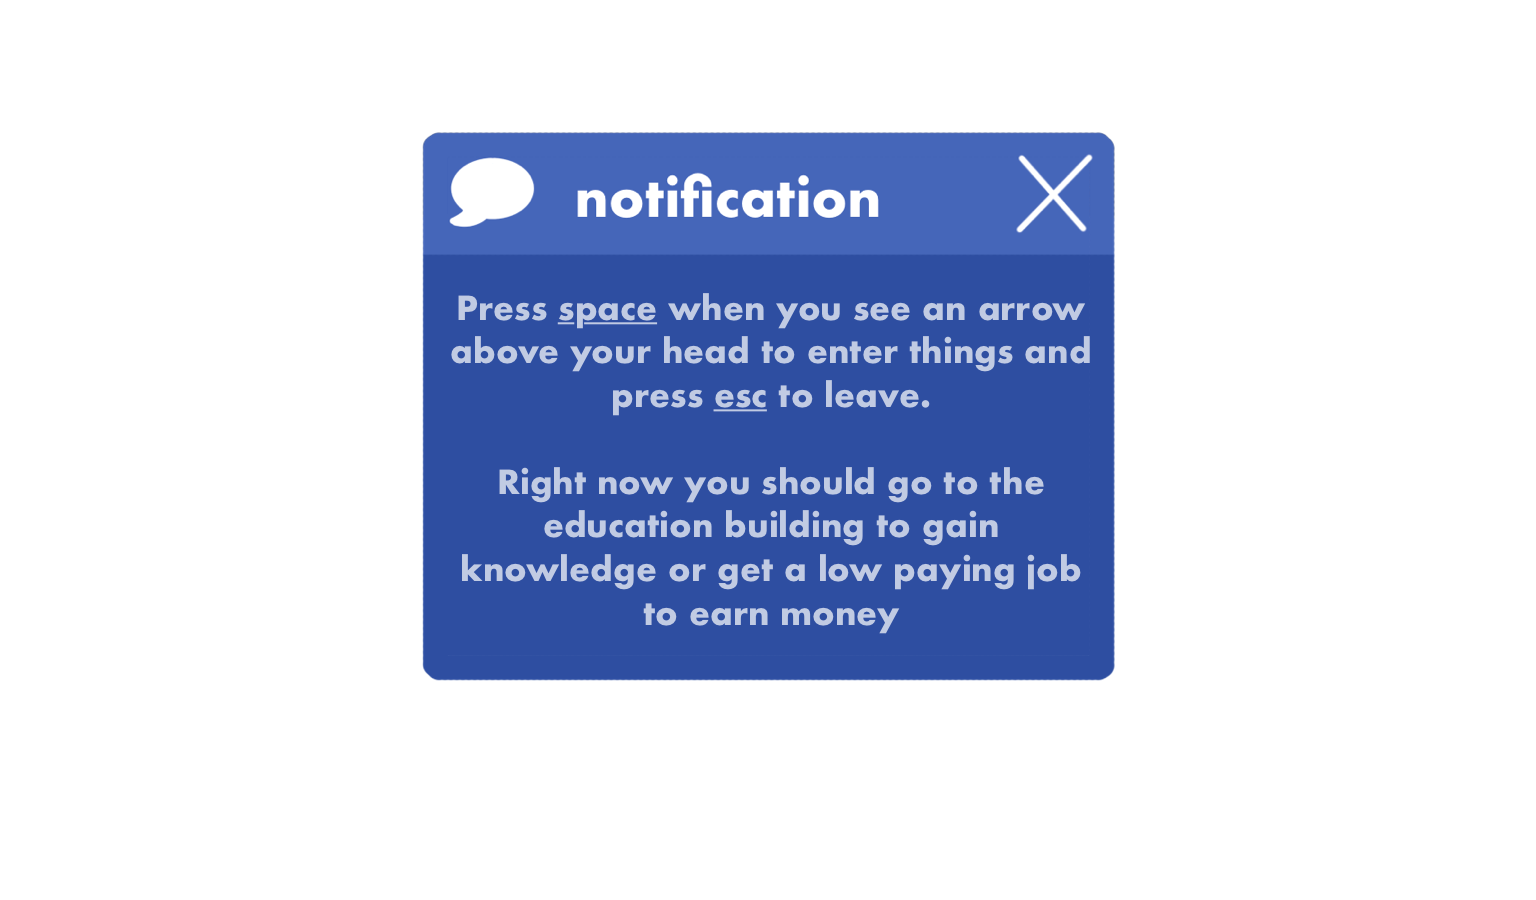 notification
Press space when you see an arrow
above your head to enter things and
press esc to leave.
Right now you should go to the
education building to gain
knowledge or get a low paying job
to earn money